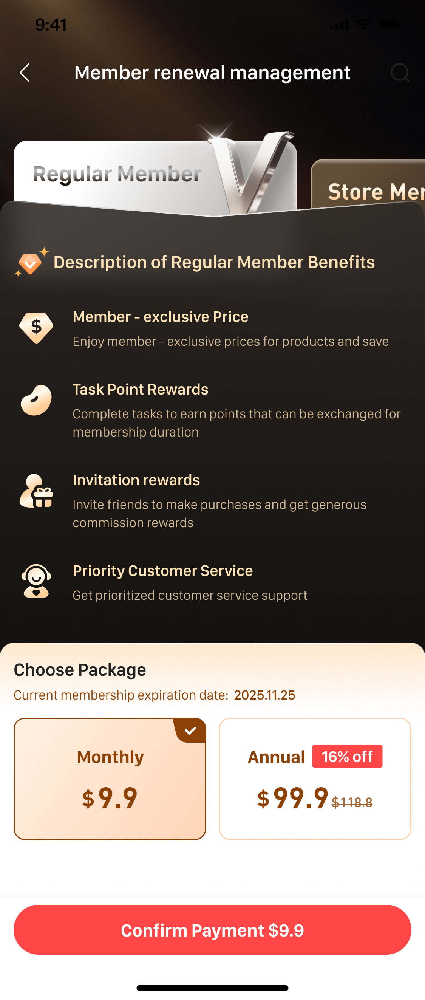 9:41
Member renewal management
Regular Member
Store Mer
Description of Regular Member Benefits
$
Member - exclusive Price
Enjoy member - exclusive prices for products and save
Task Point Rewards
Complete tasks to earn points that can be exchanged for
membership duration
Invitation rewards
Invite friends to make purchases and get generous
commission rewards
Priority Customer Service
Get prioritized customer service support
Choose Package
Current membership expiration date: 2025.11.25
Monthly
$9.9
Annual 16% off
$99.9 $118.8
Confirm Payment $9.9